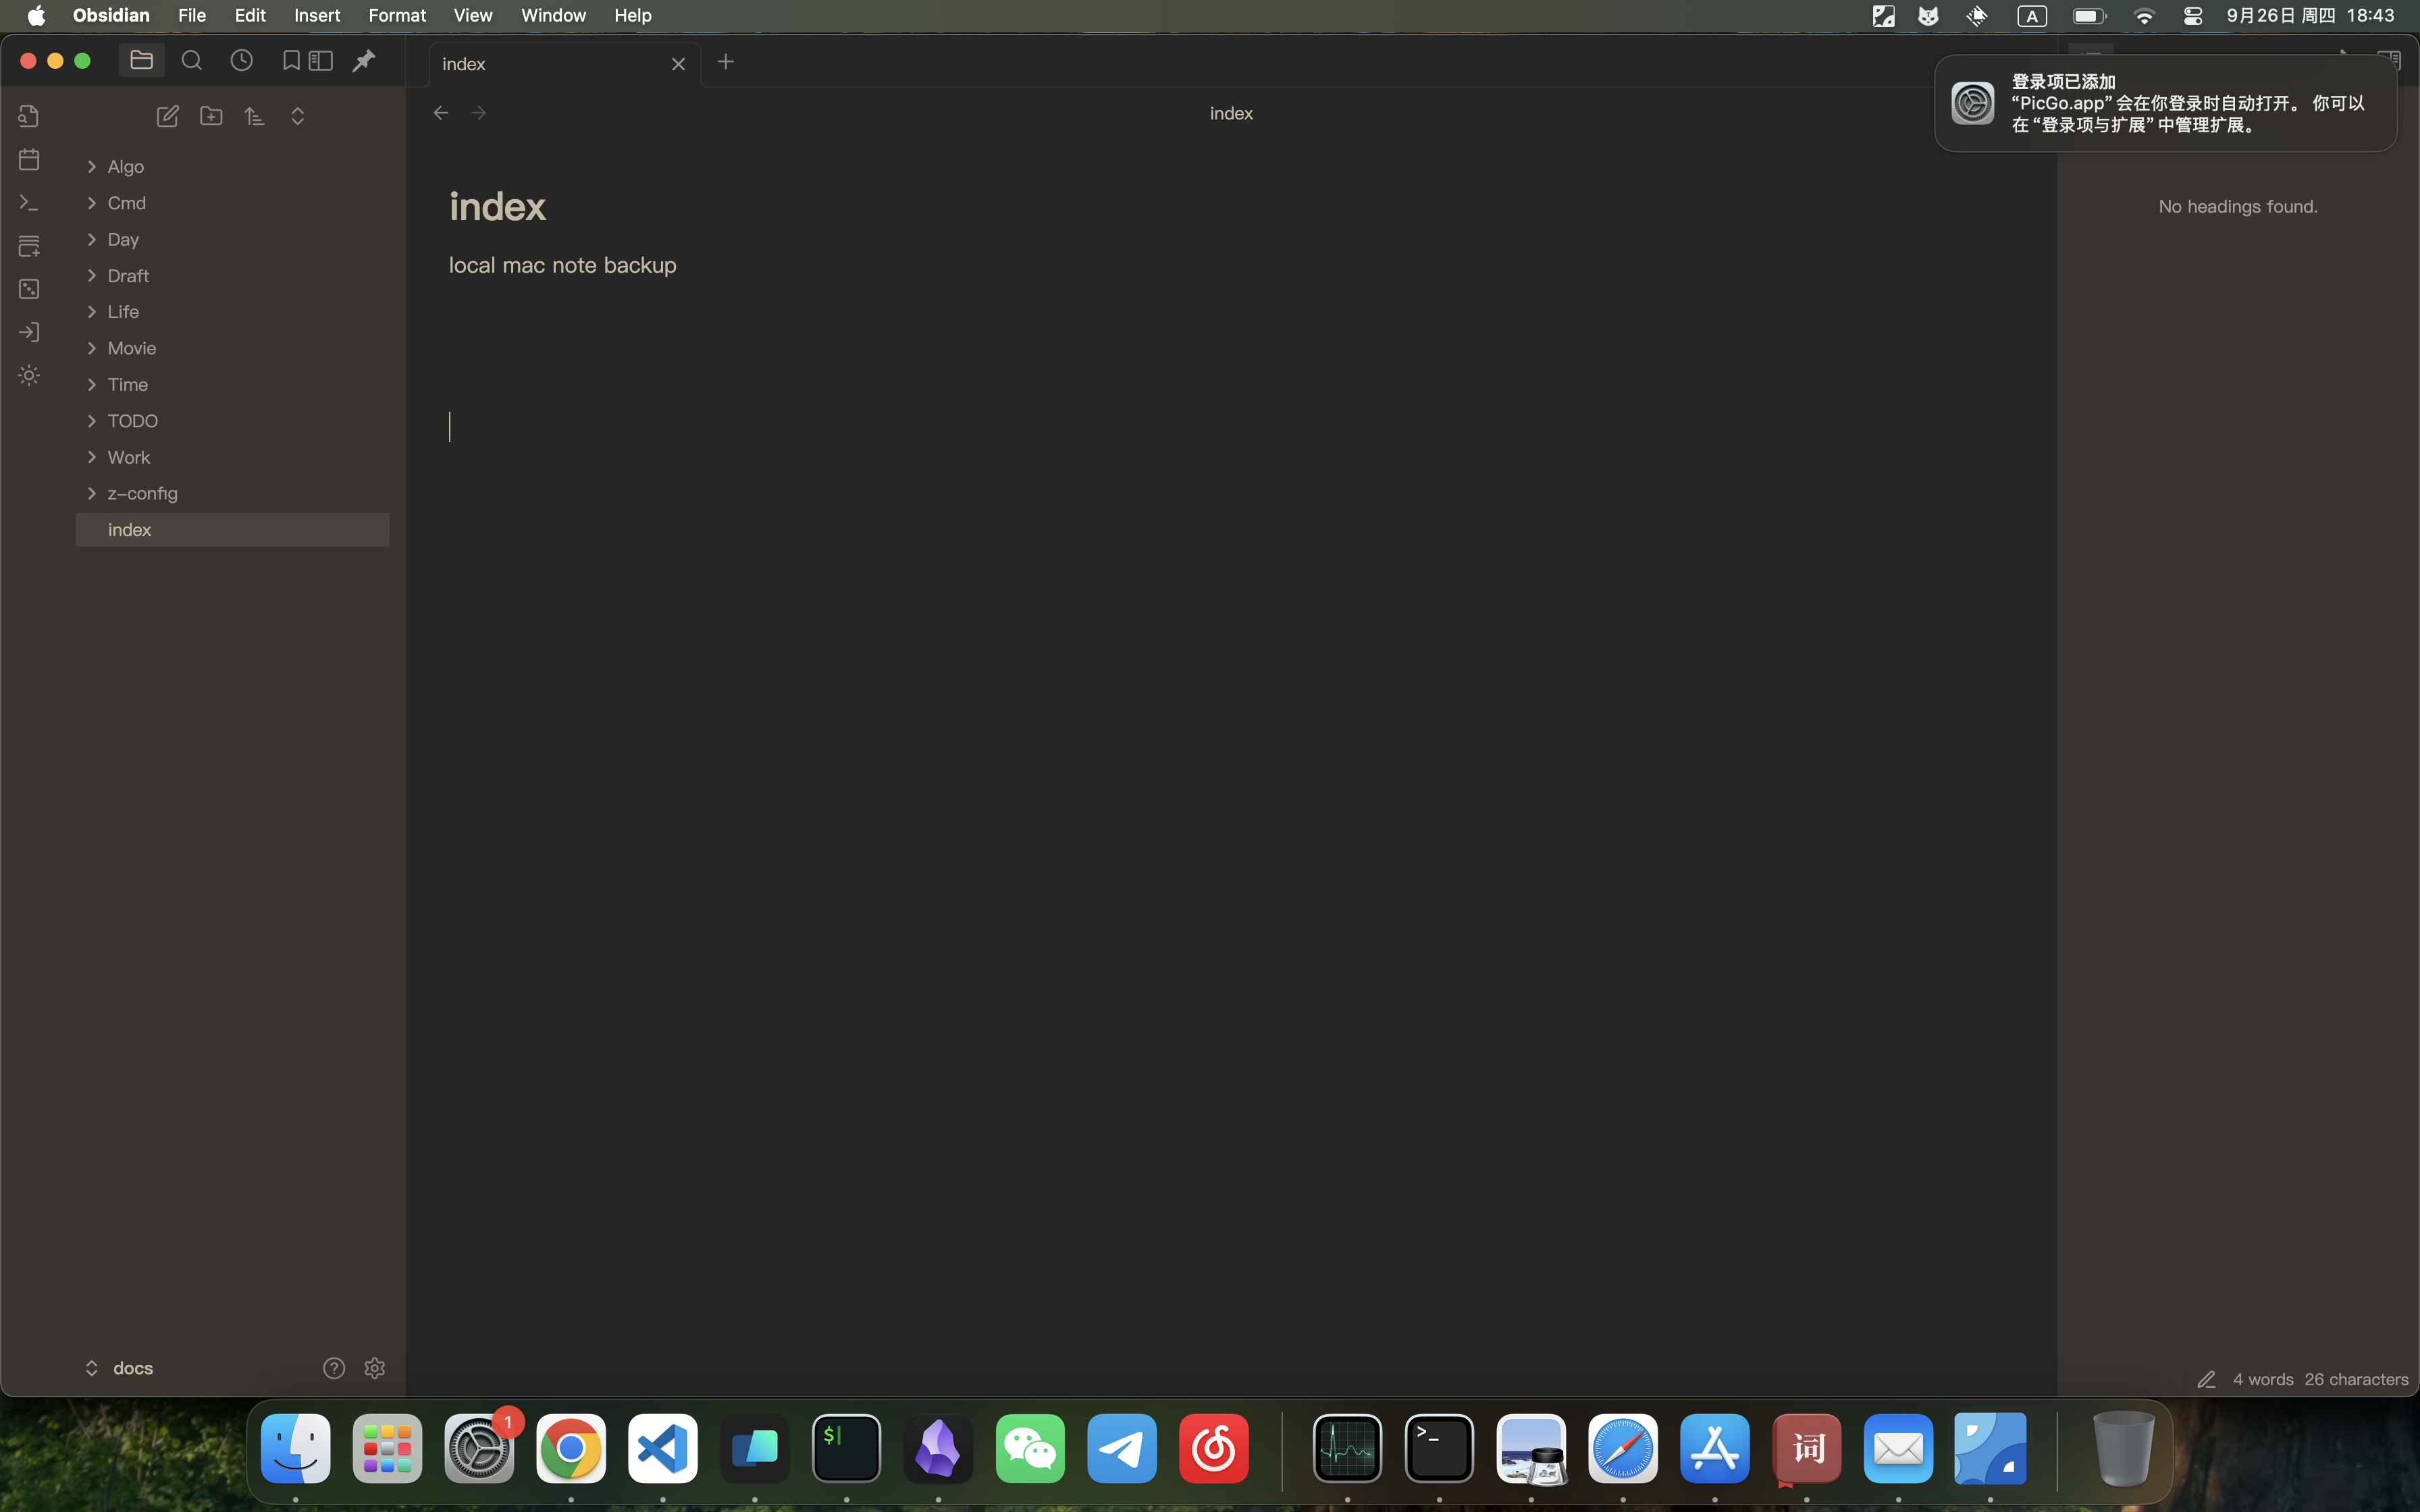 Obsidian File Edit Insert Format View Window Help
A 9月26日 周四 18:43
index
登录项已添加
“PicGo.app” 会在你登录时自动打开。 你可以
在 “登录项与扩展” 中管理扩展。
index
Algo
Cmd
Day
Draft
Life
Movie
Time
TODO
Work
z-config
index
index
local mac note backup
No headings found.
docs
4 words 26 characters
1
$
>_
词